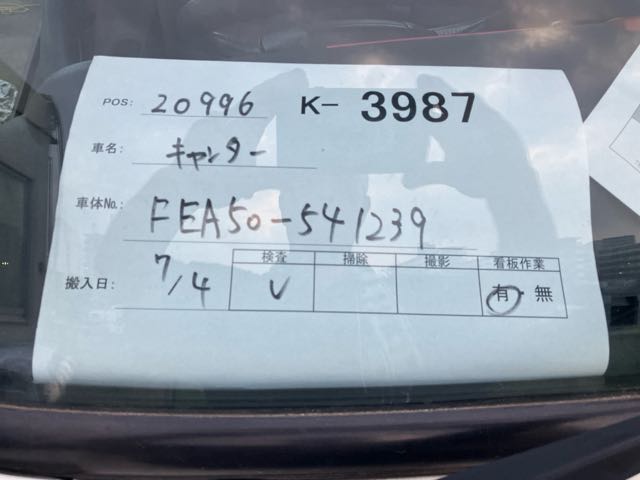 POS: 20996 K-3987
車名: キャンター
車体No.: FEA50-541239
搬入日: 7/4
検査 掃除 撮影 看板作業
V 有 無